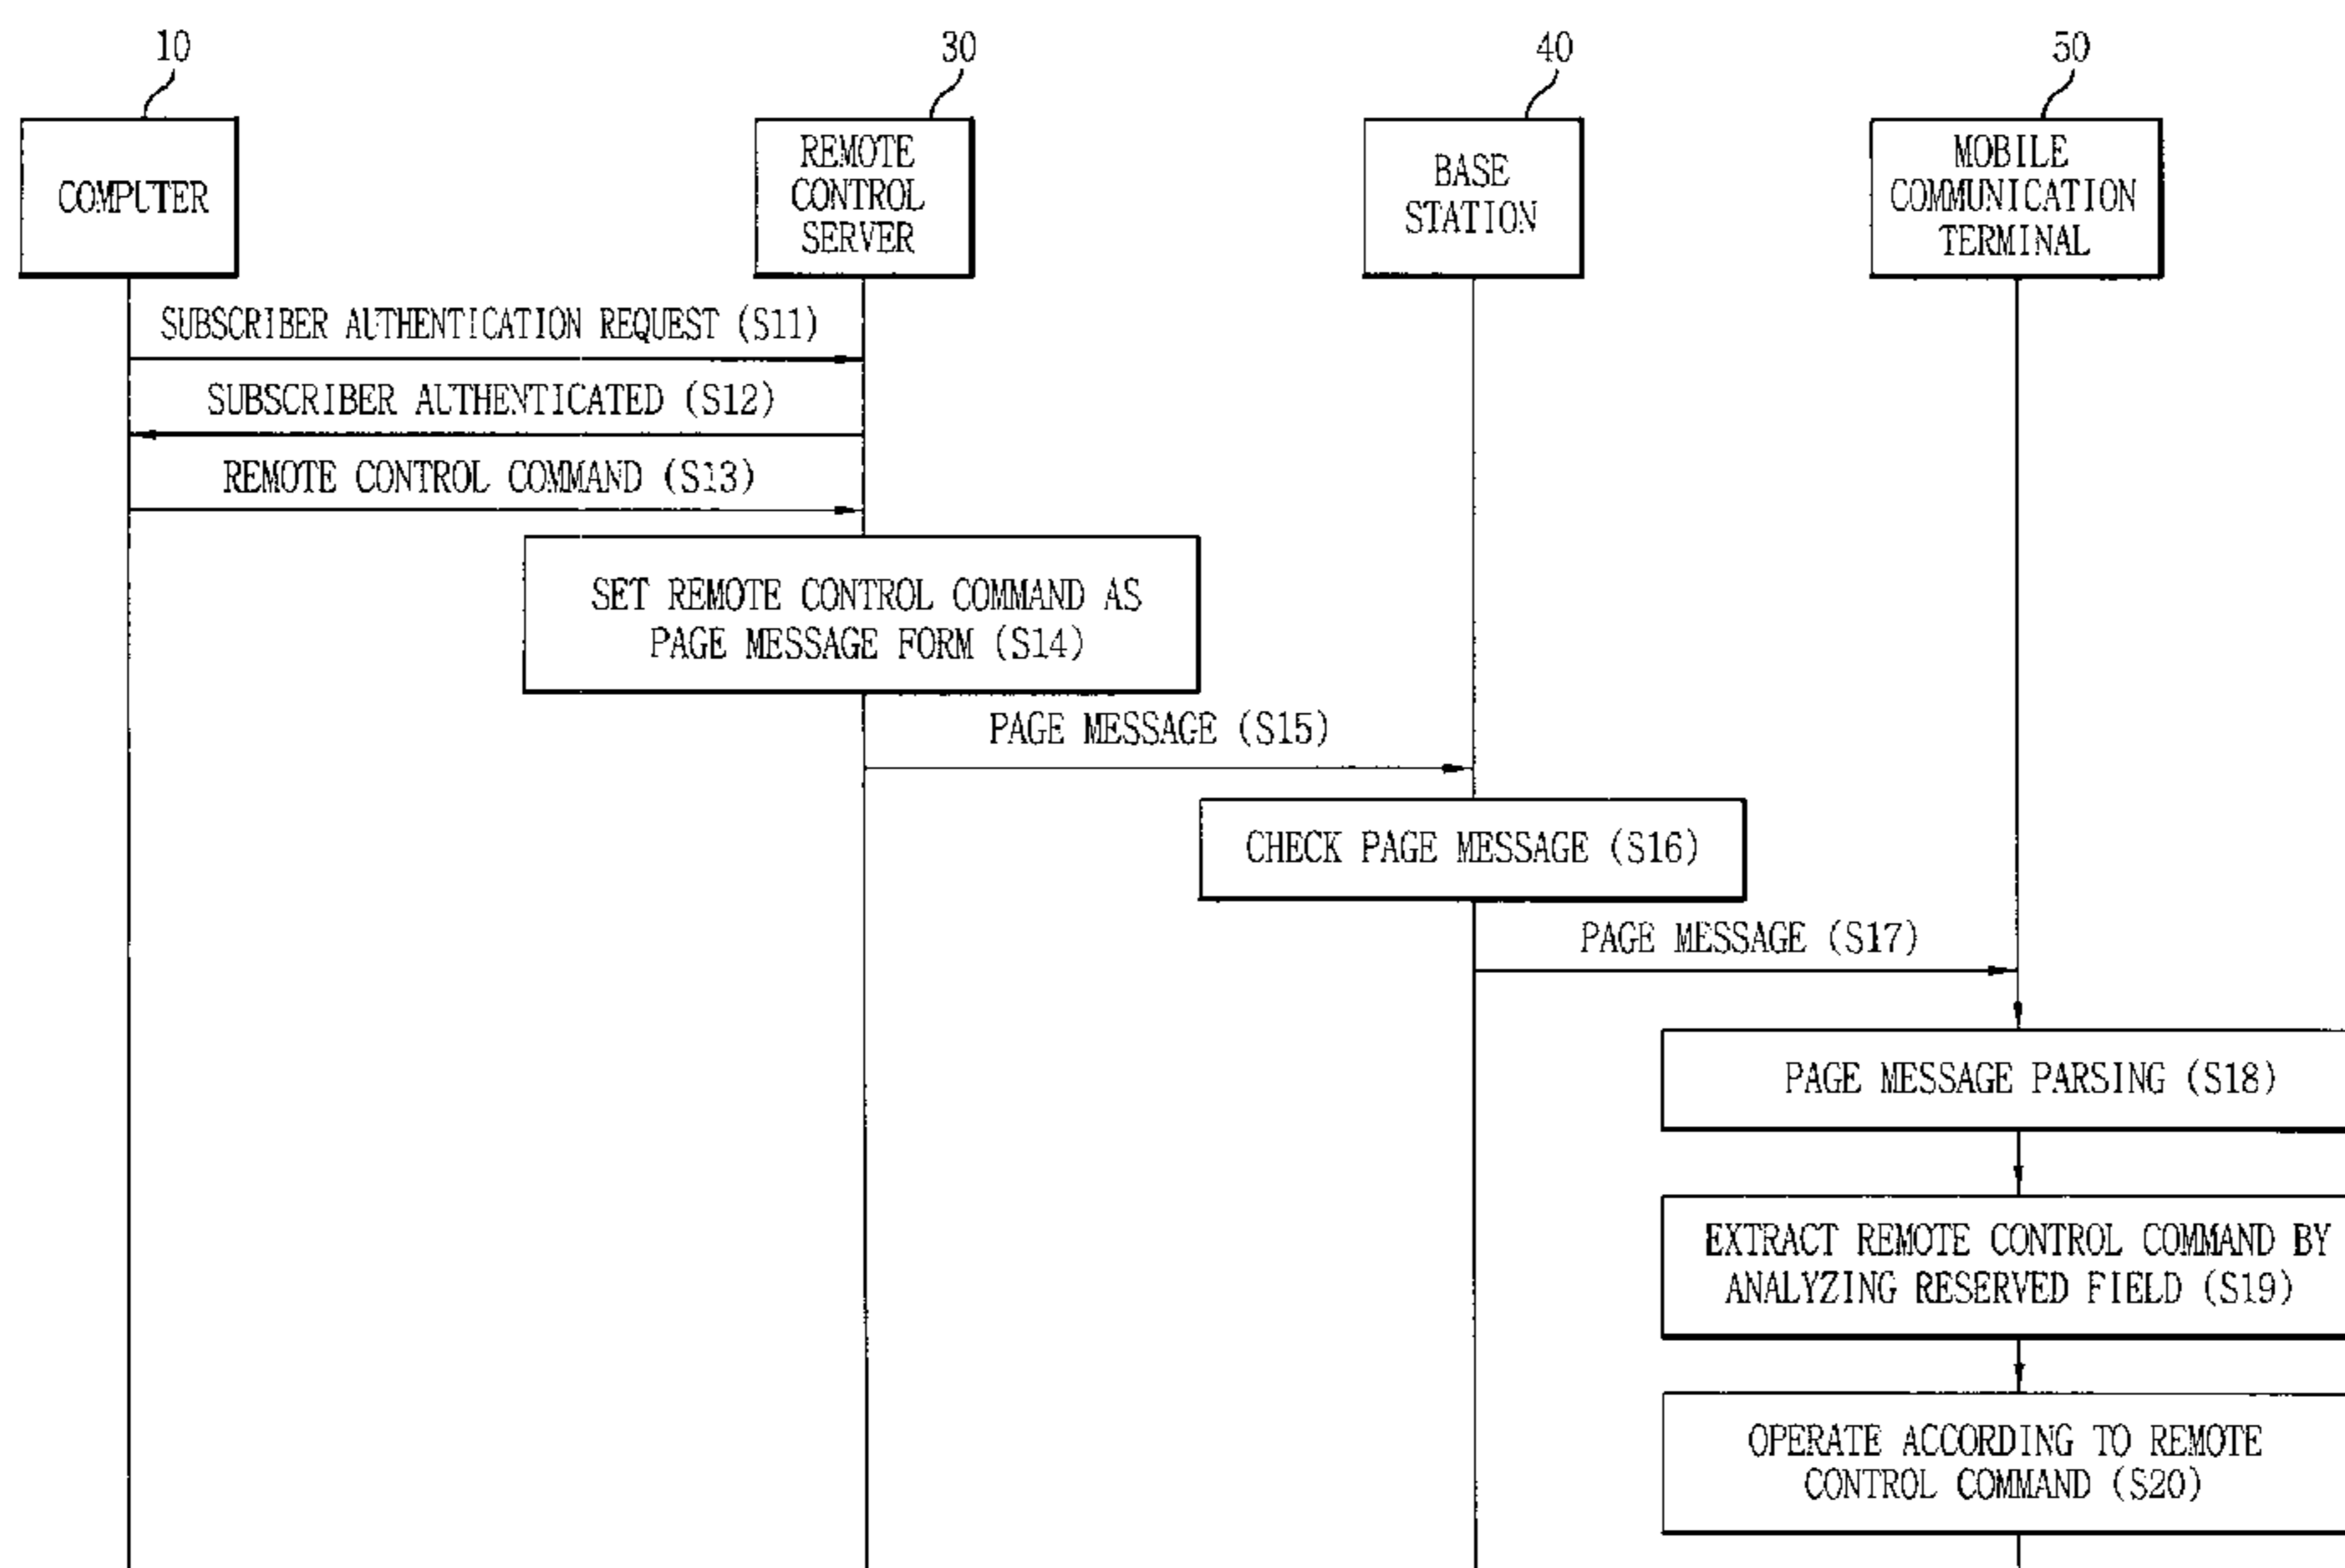 10
30
40
50
COMPUTER
REMOTE
CONTROL
SERVER
BASE
STATION
MOBILE
COMMUNICATION
TERMINAL
SUBSCRIBER AUTHENTICATION REQUEST (S11)
SUBSCRIBER AUTHENTICATED (S12)
REMOTE CONTROL COMMAND (S13)
SET REMOTE CONTROL COMMAND AS
PAGE MESSAGE FORM (S14)
PAGE MESSAGE (S15)
CHECK PAGE MESSAGE (S16)
PAGE MESSAGE (S17)
PAGE MESSAGE PARSING (S18)
EXTRACT REMOTE CONTROL COMMAND BY
ANALYZING RESERVED FIELD (S19)
OPERATE ACCORDING TO REMOTE
CONTROL COMMAND (S20)